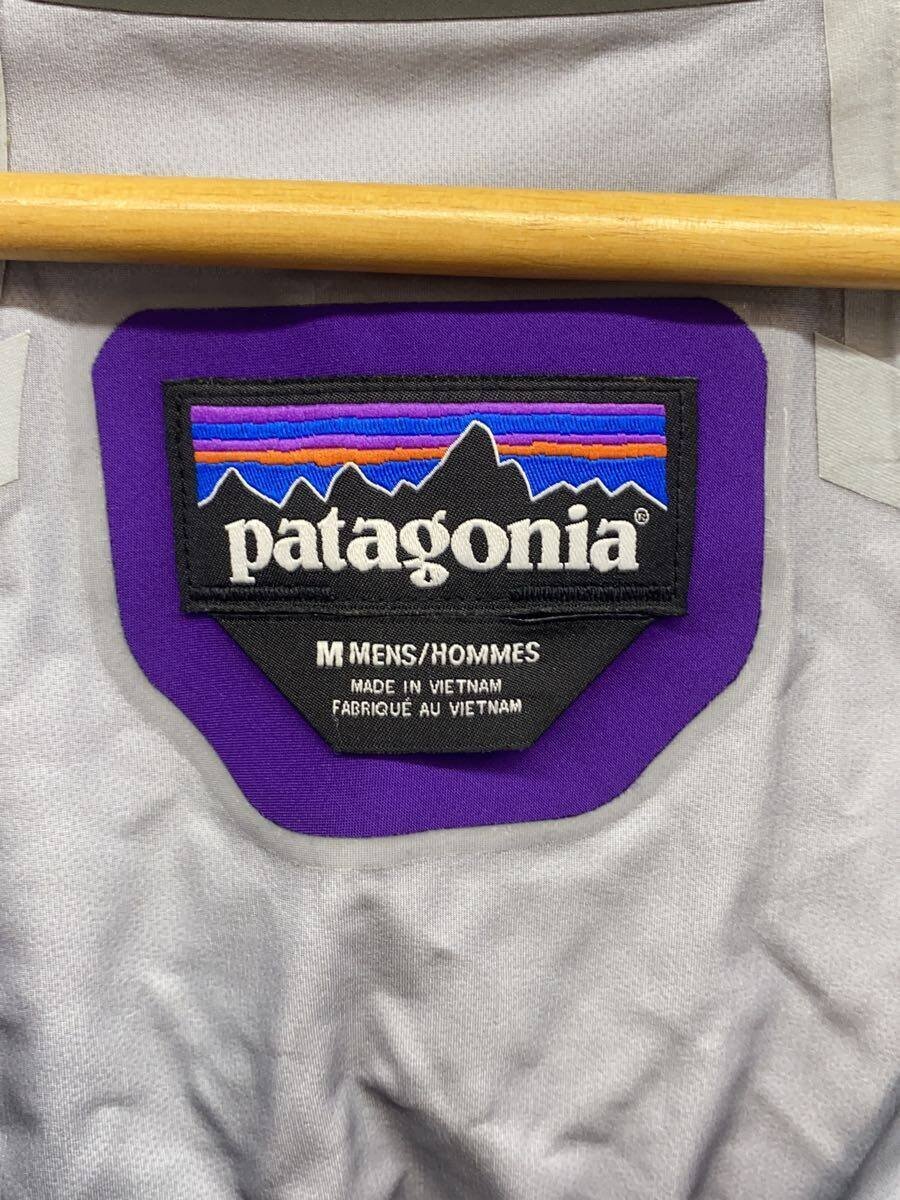 patagonia®
M MENS/HOMMES
MADE IN VIETNAM
FABRIQUÉ AU VIETNAM